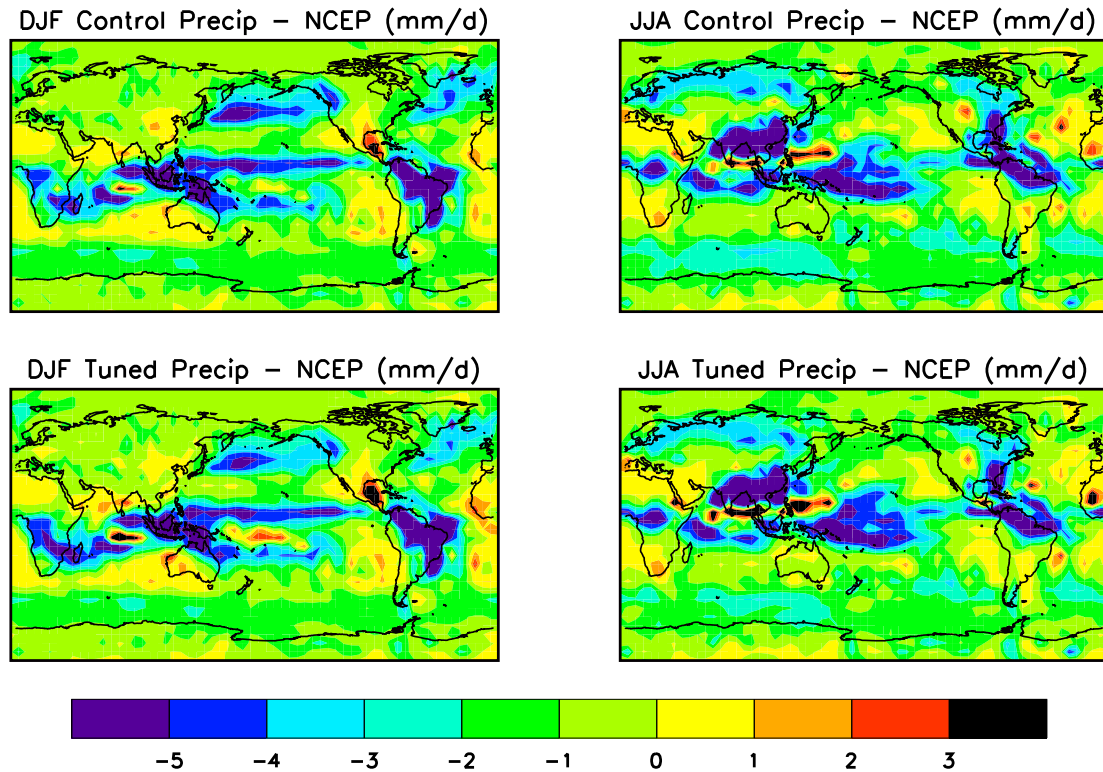 DJF Control Precip – NCEP (mm/d)
JJA Control Precip – NCEP (mm/d)
DJF Tuned Precip – NCEP (mm/d)
JJA Tuned Precip – NCEP (mm/d)
−5 −4 −3 −2 −1 0 1 2 3